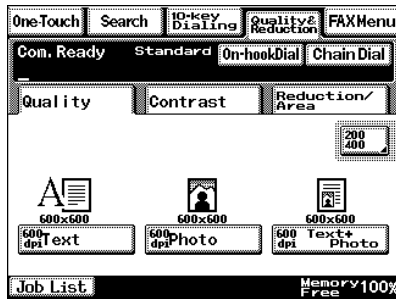 One-Touch Search 10-key Dialing Quality& Reduction FAX Menu
Com. Ready Standard On-hookDial Chain Dial
Quality Contrast Reduction/ Area
200 400
A
600x600 600x600 600x600
600 dpi Text 600 dpi Photo 600 dpi Text+ Photo
Job List Memory Free 100%